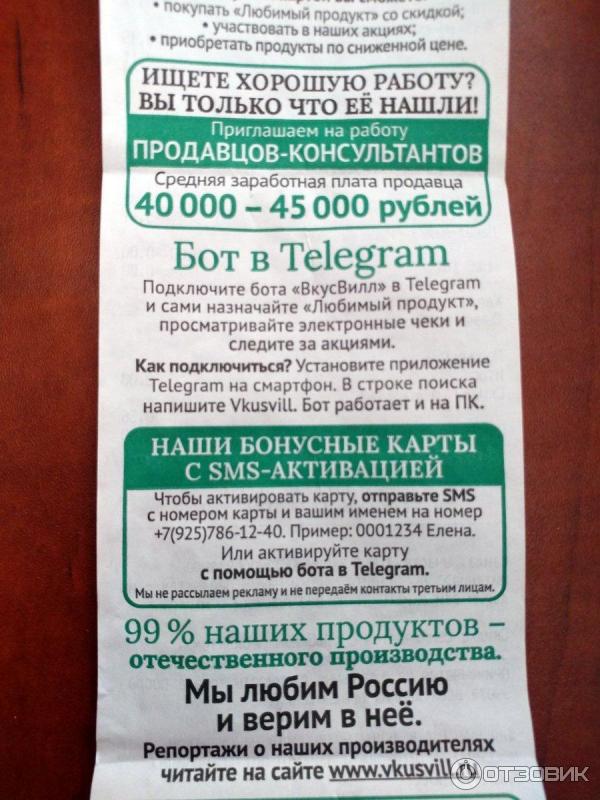 • покупать «Любимый продукт» со скидкой;
• участвовать в наших акциях;
• приобретать продукты по сниженной цене.
ИЩЕТЕ ХОРОШУЮ РАБОТУ?
ВЫ ТОЛЬКО ЧТО ЕЁ НАШЛИ!
Приглашаем на работу
ПРОДАВЦОВ-КОНСУЛЬТАНТОВ
Средняя заработная плата продавца
40 000 – 45 000 рублей
Бот в Telegram
Подключите бота «ВкусВилл» в Telegram
и сами назначайте «Любимый продукт»,
просматривайте электронные чеки и
следите за акциями.
Как подключиться? Установите приложение
Telegram на смартфон. В строке поиска
напишите Vkusvill. Бот работает и на ПК.
НАШИ БОНУСНЫЕ КАРТЫ
С SMS-АКТИВАЦИЕЙ
Чтобы активировать карту, отправьте SMS
с номером карты и вашим именем на номер
+7(925)786-12-40. Пример: 0001234 Елена.
Или активируйте карту
с помощью бота в Telegram.
Мы не рассылаем рекламу и не передаём контакты третьим лицам.
99 % наших продуктов –
отечественного производства.
Мы любим Россию
и верим в неё.
Репортажи о наших производителях
читайте на сайте www.vkusvill.ru
ОТЗОВИК